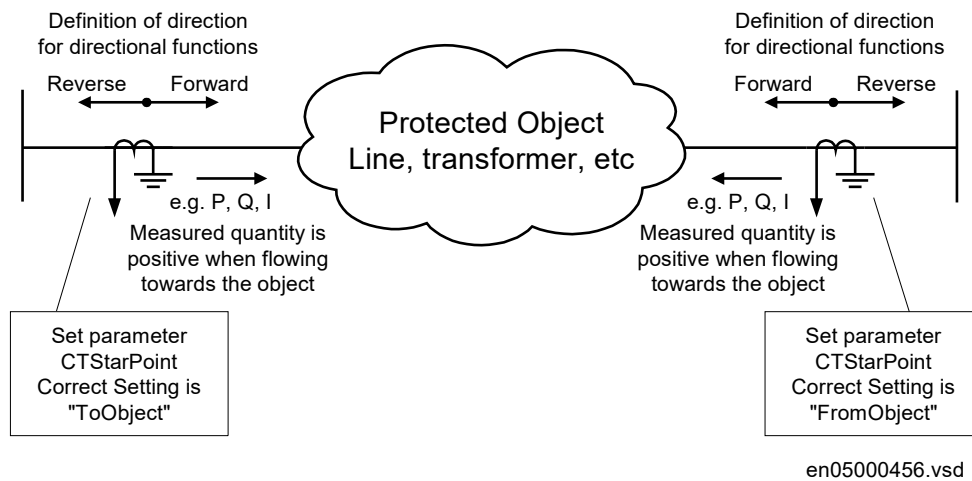 Definition of direction
for directional functions
Reverse Forward
Definition of direction
for directional functions
Forward Reverse
Protected Object
Line, transformer, etc
e.g. P, Q, I
Measured quantity is
positive when flowing
towards the object
e.g. P, Q, I
Measured quantity is
positive when flowing
towards the object
Set parameter
CTStarPoint
Correct Setting is
"ToObject"
Set parameter
CTStarPoint
Correct Setting is
"FromObject"
en05000456.vsd